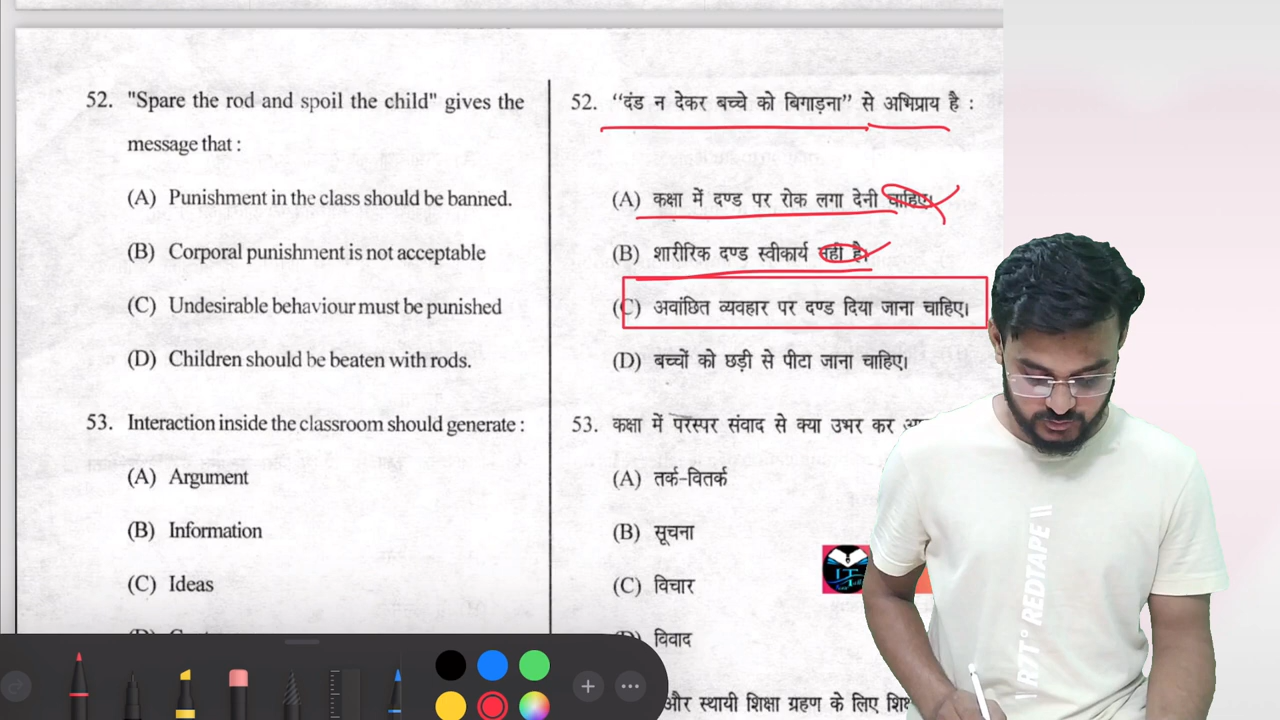 52. "Spare the rod and spoil the child" gives the
message that :
(A) Punishment in the class should be banned.
(B) Corporal punishment is not acceptable
(C) Undesirable behaviour must be punished
(D) Children should be beaten with rods.
53. Interaction inside the classroom should generate :
(A) Argument
(B) Information
(C) Ideas
52. “दंड न देकर बच्चे को बिगाड़ना” से अभिप्राय है :
(A) कक्षा में दण्ड पर रोक लगा देनी चाहिए।
(B) शारीरिक दण्ड स्वीकार्य नही है।
(C) अवांछित व्यवहार पर दण्ड दिया जाना चाहिए।
(D) बच्चों को छड़ी से पीटा जाना चाहिए।
53. कक्षा में परस्पर संवाद से क्या उभर कर
(A) तर्क-वितर्क
(B) सूचना
(C) विचार
(D) विवाद
और स्थायी शिक्षा ग्रहण के लिए
IT
REDTAPE